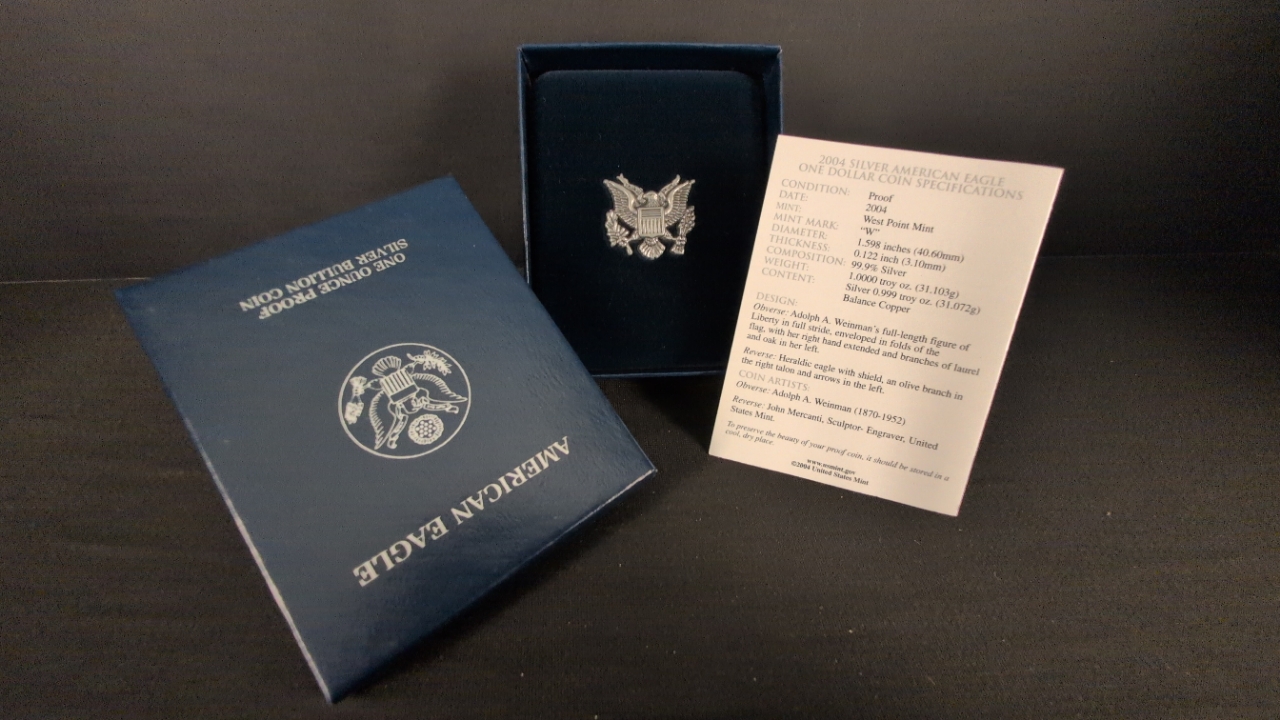 AMERICAN EAGLE
ONE OUNCE PROOF
SILVER BULLION COIN
2004 SILVER AMERICAN EAGLE
ONE DOLLAR COIN SPECIFICATIONS
CONDITION: Proof
DATE: 2004
MINT: West Point Mint
MINT MARK: "W"
DIAMETER: 1.598 inches (40.60mm)
THICKNESS: 0.122 inch (3.10mm)
COMPOSITION: 99.9% Silver
WEIGHT: 1.0000 troy oz. (31.103g)
CONTENT: Silver 0.999 troy oz. (31.072g)
Balance Copper
DESIGN:
Obverse: Adolph A. Weinman's full-length figure of
Liberty in full stride, enveloped in folds of the
flag, with her right hand extended and branches of laurel
and oak in her left.
Reverse: Heraldic eagle with shield, an olive branch in
the right talon and arrows in the left.
COIN ARTISTS:
Obverse: Adolph A. Weinman (1870-1952)
Reverse: John Mercanti, Sculptor- Engraver, United
States Mint.
To preserve the beauty of your proof coin, it should be stored in a
cool, dry place.
www.usmint.gov
©2004 United States Mint